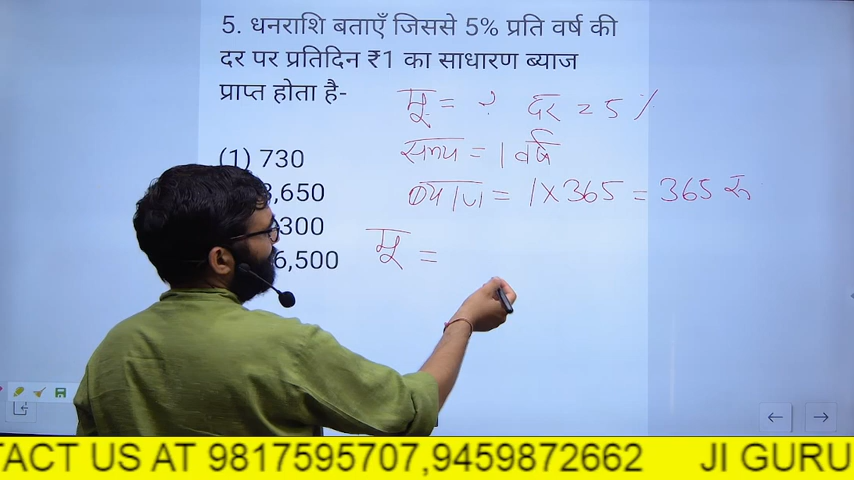 5. धनराशि बताएँ जिससे 5% प्रति वर्ष की
दर पर प्रतिदिन ₹1 का साधारण ब्याज
प्राप्त होता है-
मू = ? दर = 5 %
समय = 1 वर्ष
ब्याज = 1 X 365 = 365 रू
मू =
(1) 730
3,650
300
6,500
TACT US AT 9817595707,9459872662 JI GURU